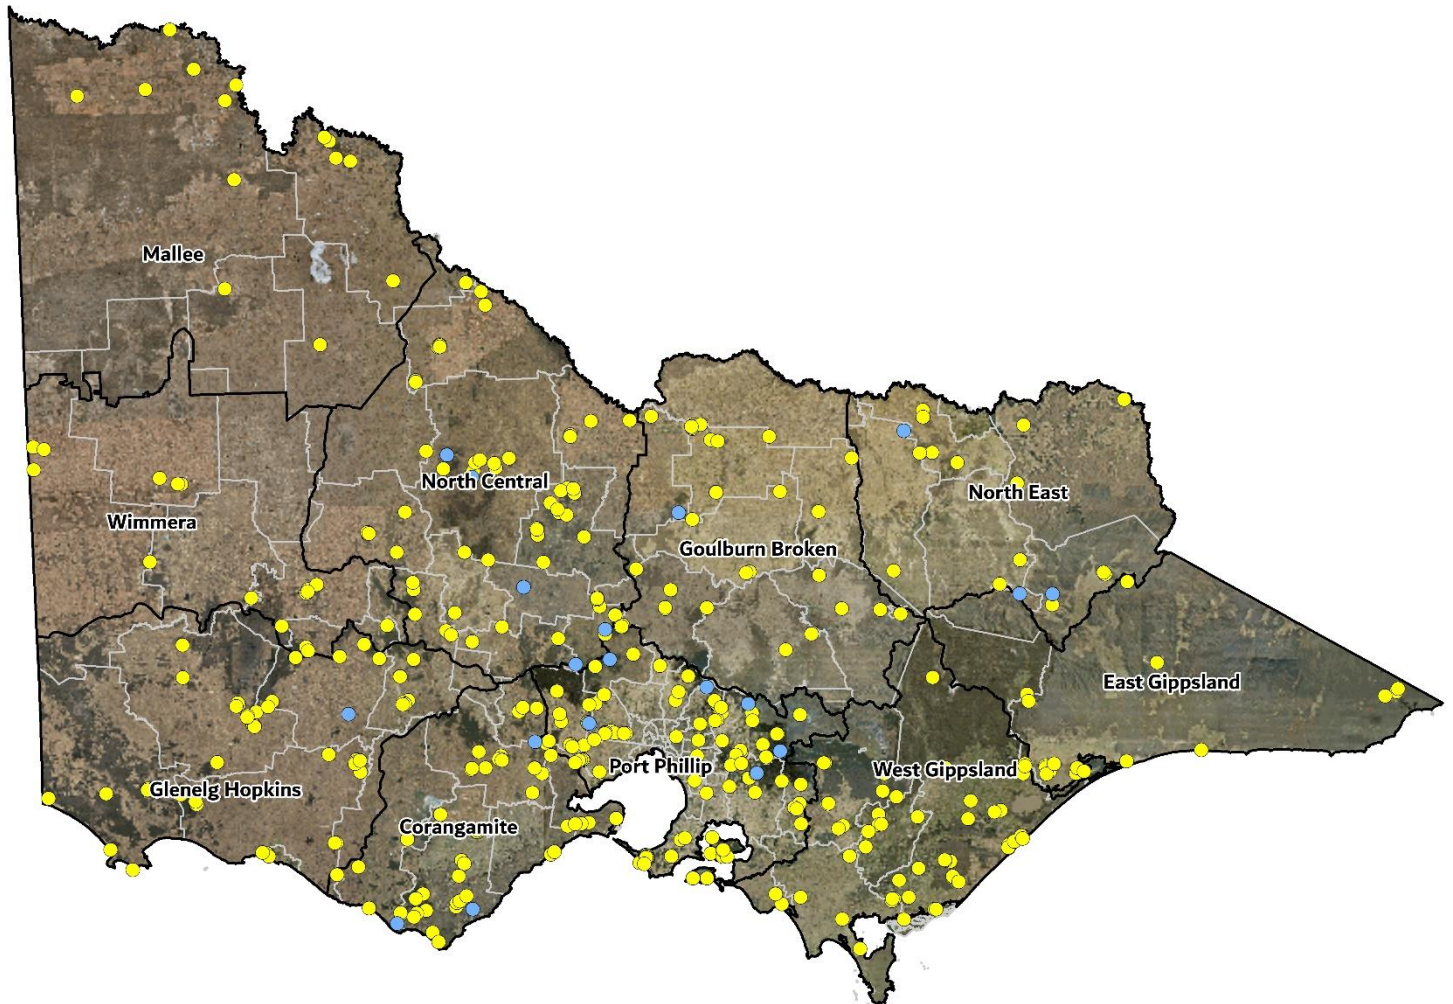 Mallee
North Central
North East
Wimmera
Goulburn Broken
East Gippsland
Port Phillip
West Gippsland
Glenelg Hopkins
Corangamite